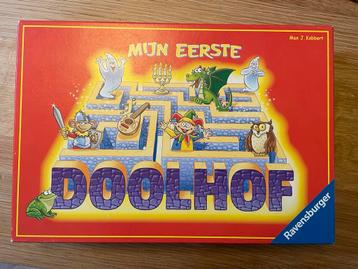 Max J. Kobbert
MIJN EERSTE
DOOLHOF
Ravensburger